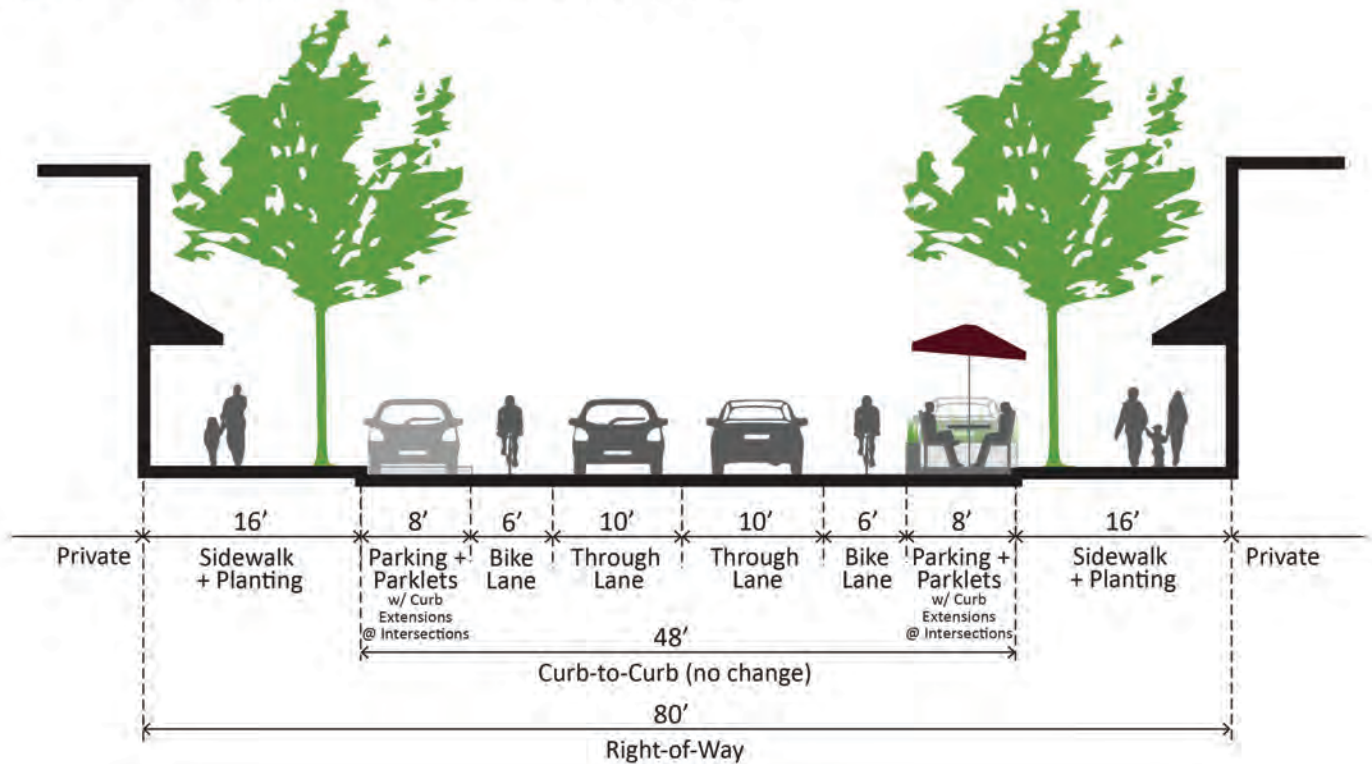 16’ 8’ 6’ 10’ 10’ 6’ 8’ 16’
Private
Sidewalk
+ Planting
Parking +
Parklets
w/ Curb
Extensions
@ Intersections
Bike
Lane
Through
Lane
Through
Lane
Bike
Lane
Parking +
Parklets
w/ Curb
Extensions
@ Intersections
Sidewalk
+ Planting
Private
48’
Curb-to-Curb (no change)
80’
Right-of-Way